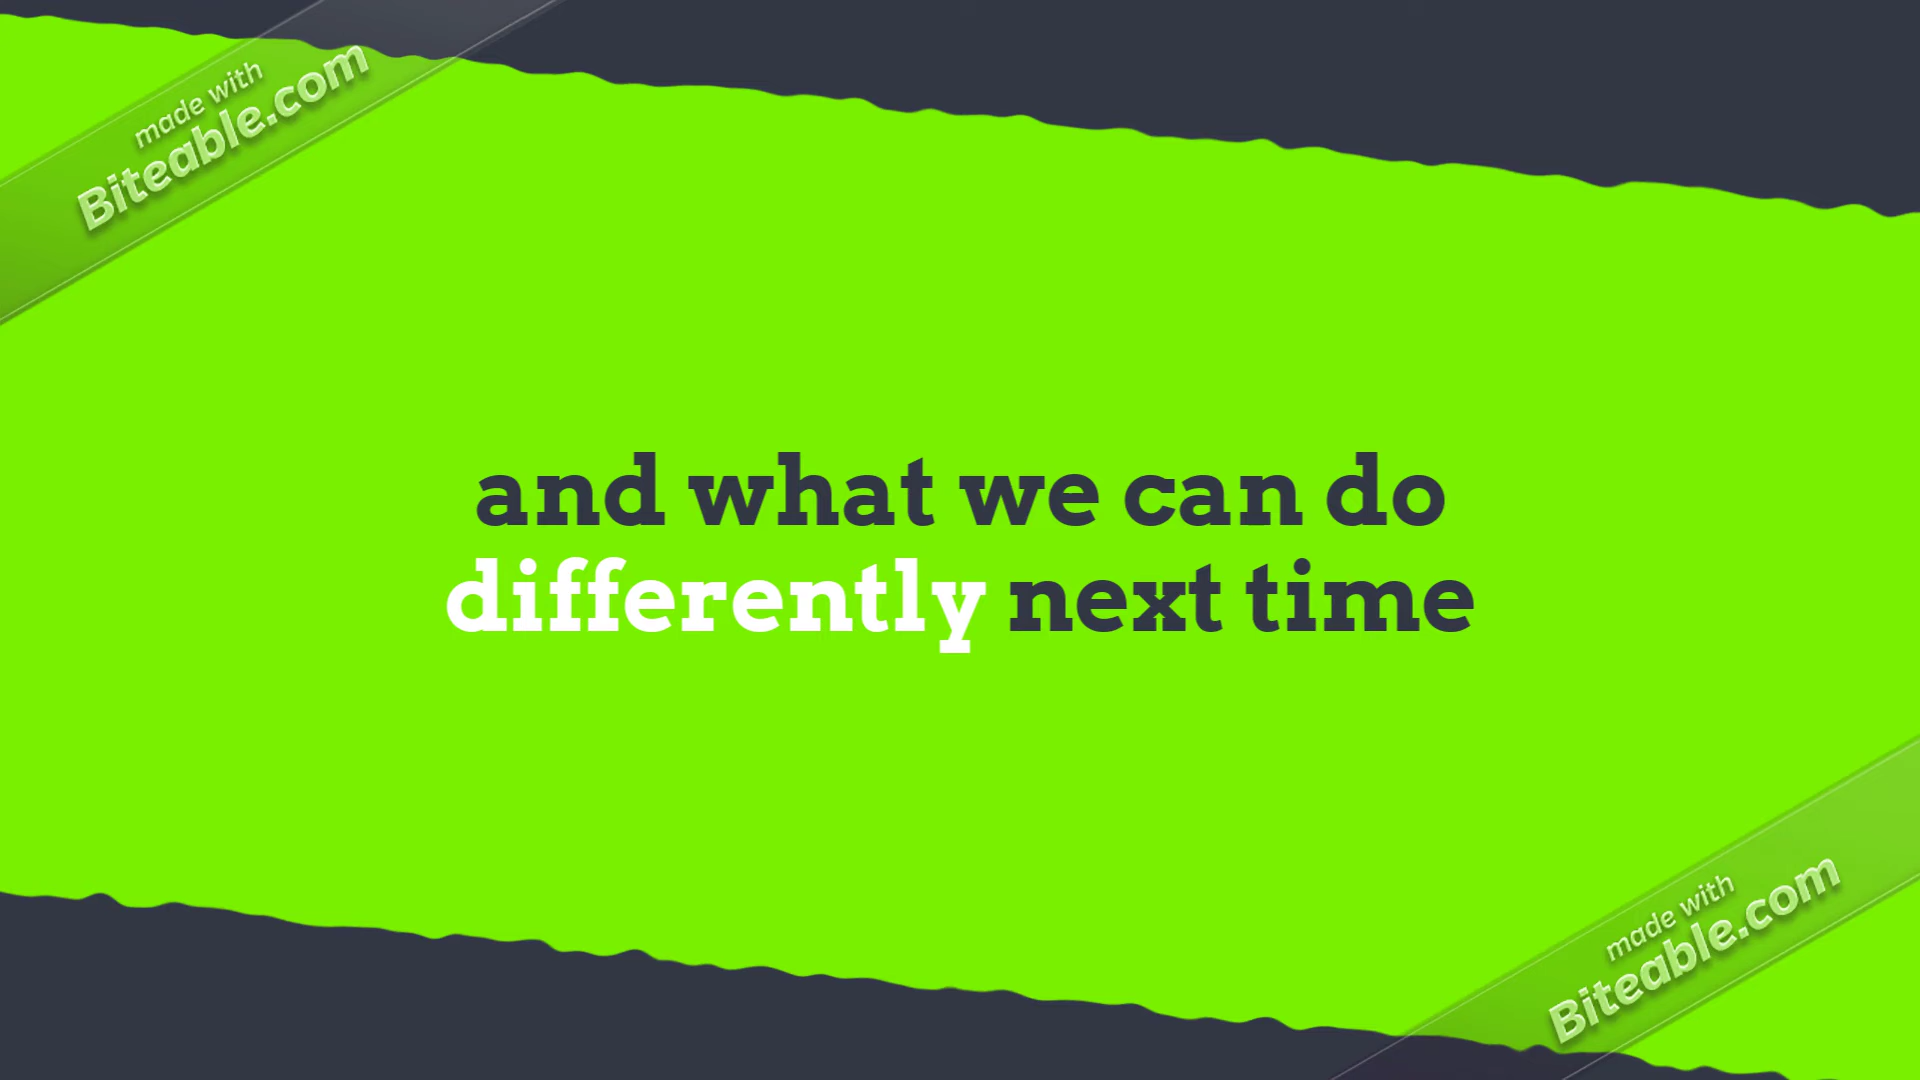 made with
Biteable.com
and what we can do
differently next time
made with
Biteable.com